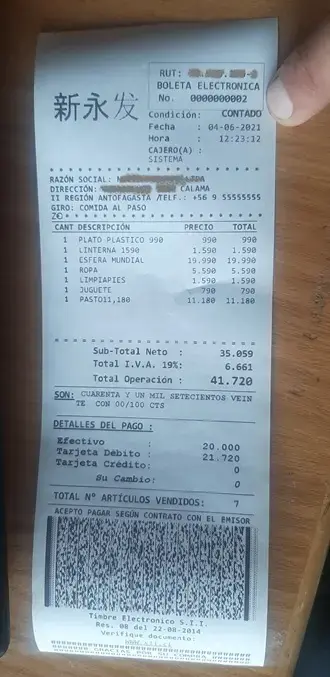 RUT:
BOLETA ELECTRONICA
No. 0000000002
新永发
Condición: CONTADO
Fecha : 04-06-2021
Hora : 12:23:12
CAJERO(A) :
SISTEMA
RAZÓN SOCIAL:
DIRECCIÓN: CALAMA
II REGIÓN ANTOFAGASTA /TELF.: +56 9 55555555
GIRO: COMIDA AL PASO
CANT DESCRIPCIÓN PRECIO TOTAL
1 PLATO PLASTICO 990 990 990
1 LINTERNA 1590 1.590 1.590
1 ESFERA MUNDIAL 19.990 19.990
1 ROPA 5.590 5.590
1 LIMPIAPIES 1.590 1.590
1 JUGUETE 790 790
1 PASTO11,180 11.180 11.180
Sub-Total Neto : 35.059
Total I.V.A. 19%: 6.661
Total Operación : 41.720
SON: CUARENTA Y UN MIL SETECIENTOS VEIN
TE CON 00/100 CTS
DETALLES DEL PAGO :
Efectivo : 20.000
Tarjeta Débito : 21.720
Tarjeta Crédito: 0
Su Cambio: 0
TOTAL Nº ARTÍCULOS VENDIDOS: 7
ACEPTO PAGAR SEGÚN CONTRATO CON EL EMISOR
Timbre Electronico S.I.I.
Res. 08 del 22-08-2014
Verifique documento: